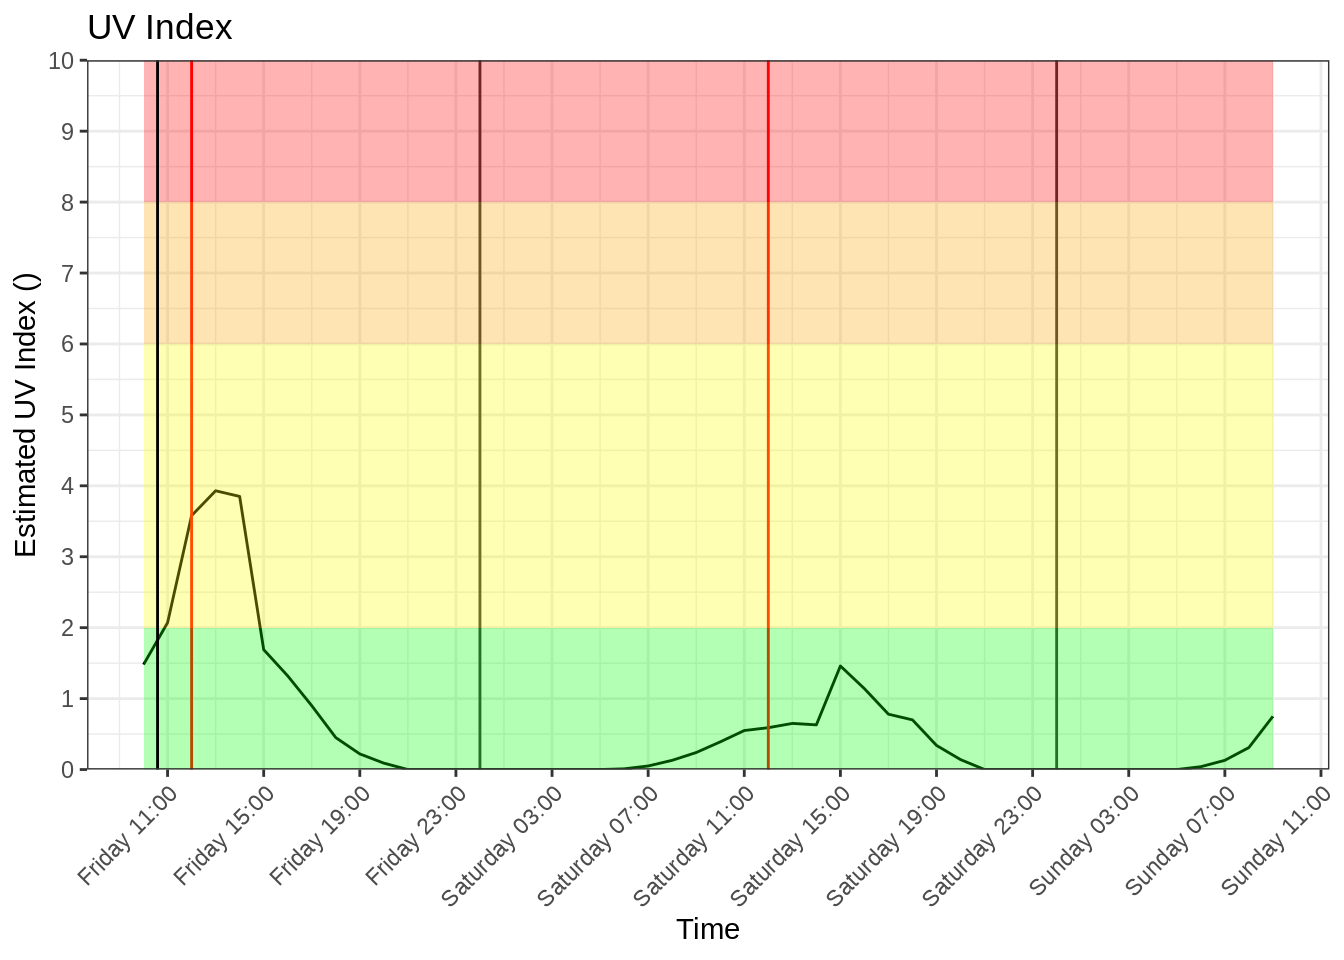 UV Index
10
9
8
7
6
5
4
3
2
1
0
Estimated UV Index ()
Friday 11:00
Friday 15:00
Friday 19:00
Friday 23:00
Saturday 03:00
Saturday 07:00
Saturday 11:00
Saturday 15:00
Saturday 19:00
Saturday 23:00
Sunday 03:00
Sunday 07:00
Sunday 11:00
Time